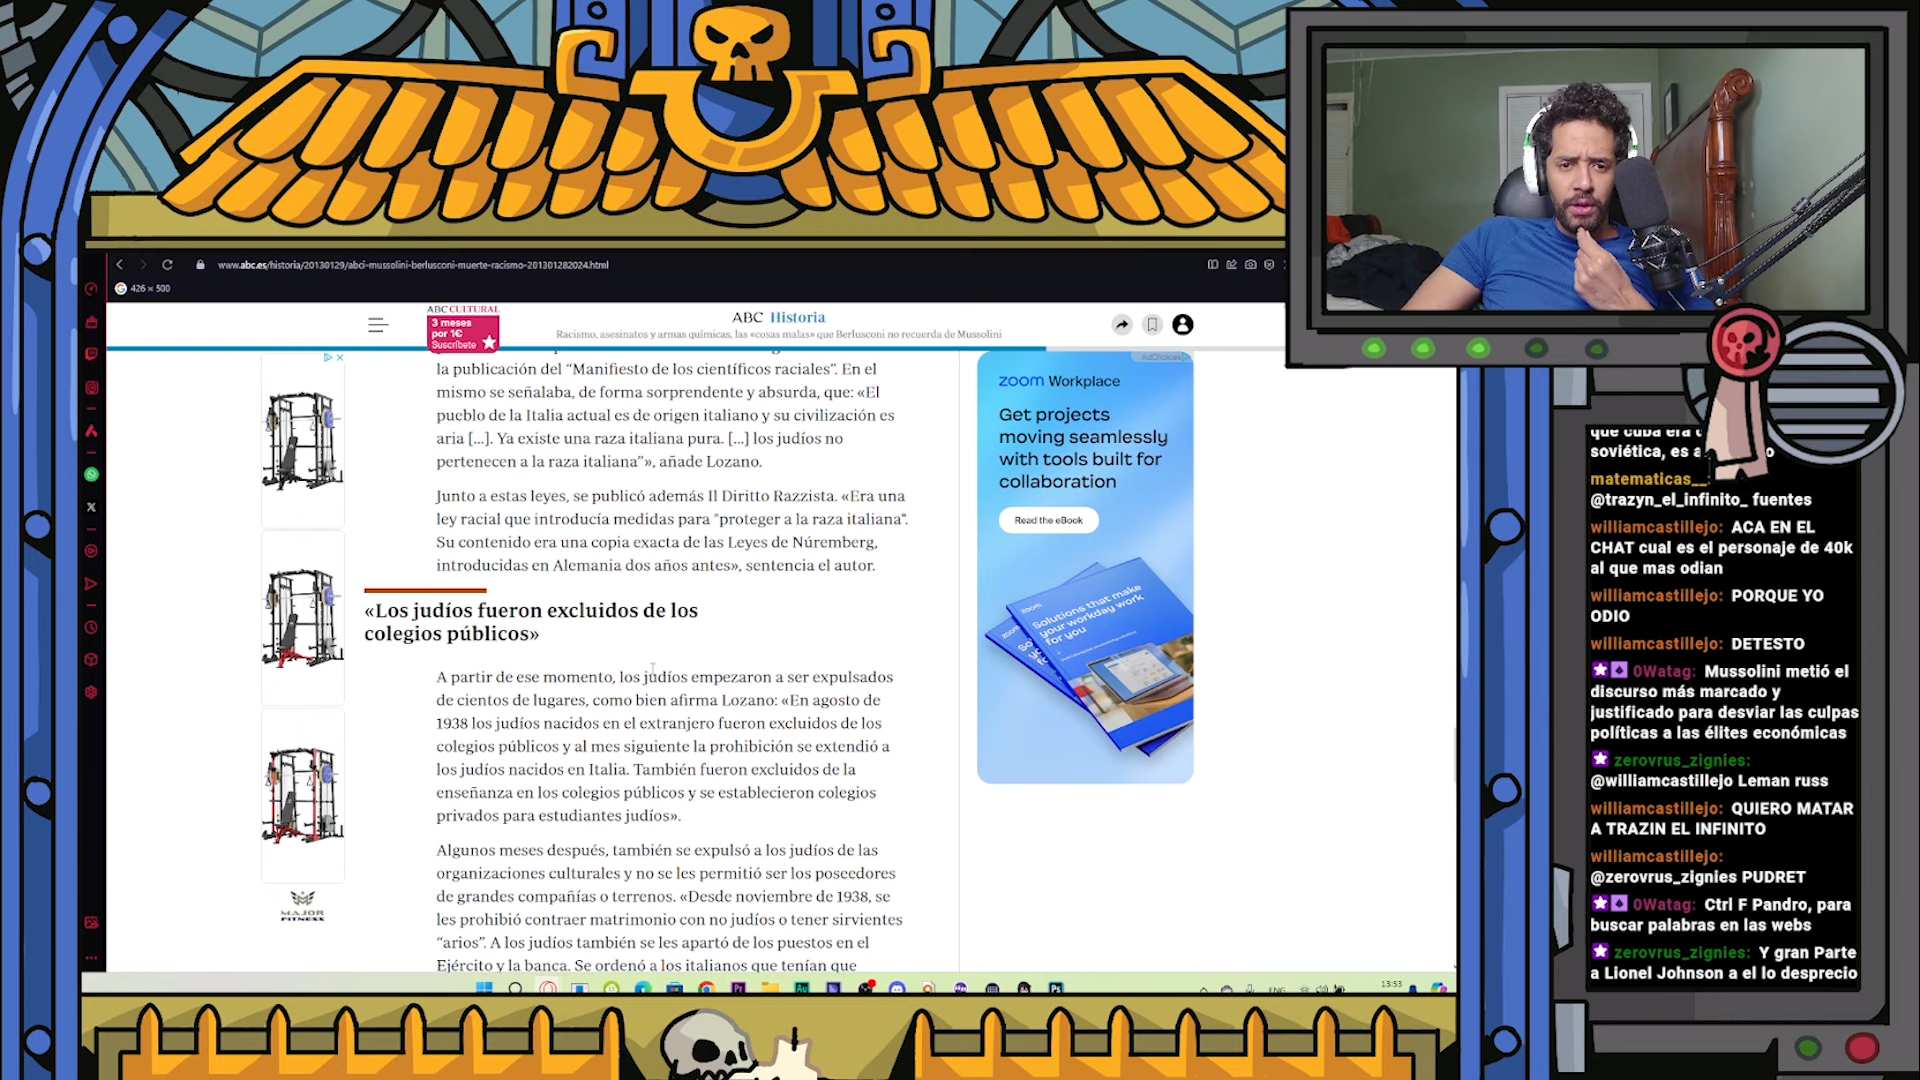 www.abc.es/historia/20130129/abci-mussolini-berlusconi-muerte-racismo-201301282024.html
426 × 500
ABC CULTURAL
3 meses
por 1€
Suscríbete
ABC Historia
Racismo, asesinatos y armas químicas, las «cosas malas» que Berlusconi no recuerda de Mussolini
la publicación del “Manifiesto de los científicos raciales”. En el
mismo se señalaba, de forma sorprendente y absurda, que: «El
pueblo de la Italia actual es de origen italiano y su civilización es
aria [...]. Ya existe una raza italiana pura. [...] los judíos no
pertenecen a la raza italiana”», añade Lozano.
Junto a estas leyes, se publicó además Il Diritto Razzista. «Era una
ley racial que introducía medidas para "proteger a la raza italiana".
Su contenido era una copia exacta de las Leyes de Núremberg,
introducidas en Alemania dos años antes», sentencia el autor.
«Los judíos fueron excluidos de los
colegios públicos»
A partir de ese momento, los judíos empezaron a ser expulsados
de cientos de lugares, como bien afirma Lozano: «En agosto de
1938 los judíos nacidos en el extranjero fueron excluidos de los
colegios públicos y al mes siguiente la prohibición se extendió a
los judíos nacidos en Italia. También fueron excluidos de la
enseñanza en los colegios públicos y se establecieron colegios
privados para estudiantes judíos».
Algunos meses después, también se expulsó a los judíos de las
organizaciones culturales y no se les permitió ser los poseedores
de grandes compañías o terrenos. «Desde noviembre de 1938, se
les prohibió contraer matrimonio con no judíos o tener sirvientes
“arios”. A los judíos también se les apartó de los puestos en el
Ejército y la banca. Se ordenó a los italianos que tenían que
MAJOR
FITNESS
AdChoices
zoom Workplace
Get projects
moving seamlessly
with tools built for
collaboration
Read the eBook
zoom
Solutions that make
your workday work
for you
ENG
13:53
que cuba era
soviética, es a
matematicas__:
@trazyn_el_infinito_ fuentes
williamcastillejo: ACA EN EL
CHAT cual es el personaje de 40k
al que mas odian
williamcastillejo: PORQUE YO
ODIO
williamcastillejo: DETESTO
0Watag: Mussolini metió el
discurso más marcado y
justificado para desviar las culpas
políticas a las élites económicas
zerovrus_zignies:
@williamcastillejo Leman russ
williamcastillejo: QUIERO MATAR
A TRAZIN EL INFINITO
williamcastillejo:
@zerovrus_zignies PUDRET
0Watag: Ctrl F Pandro, para
buscar palabras en las webs
zerovrus_zignies: Y gran Parte
a Lionel Johnson a el lo desprecio